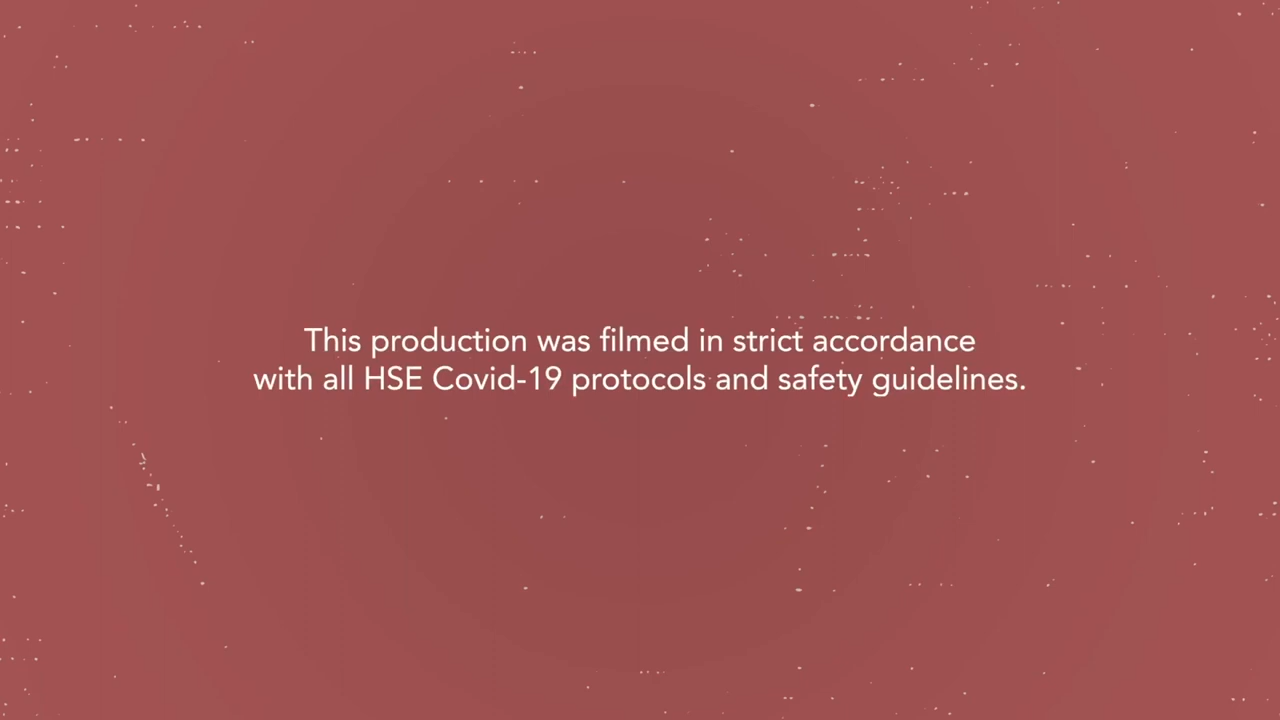 This production was filmed in strict accordance
with all HSE Covid-19 protocols and safety guidelines.